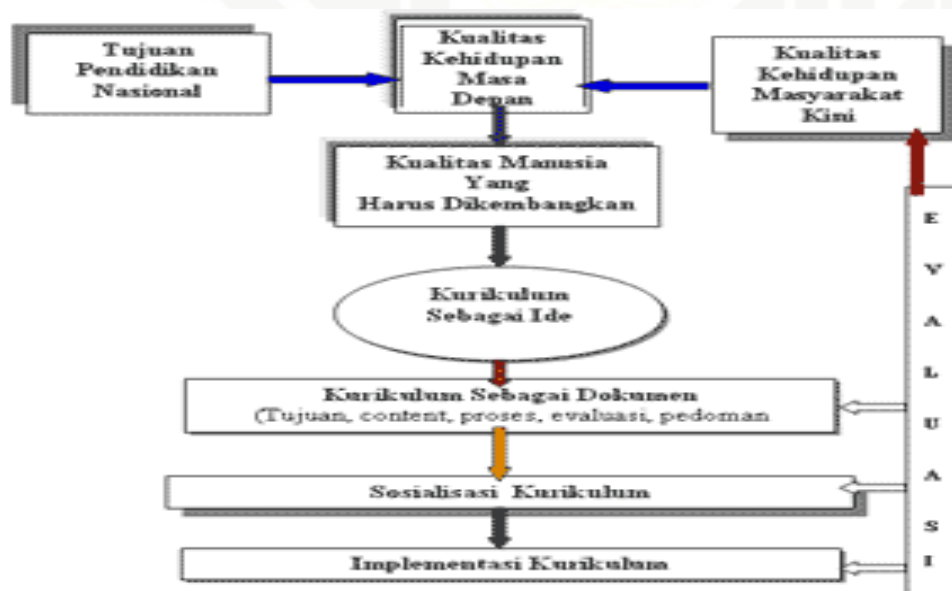 Tujuan
Pendidikan
Nasional
Kualitas
Kehidupan
Masa
Depan
Kualitas
Kehidupan
Masyarakat
Kini
Kualitas Manusia
Yang
Harus Dikembangkan
Kurikulum
Sebagai Ide
Kurikulum Sebagai Dokumen
(Tujuan, content, proses, evaluasi, pedoman
Sosialisasi Kurikulum
Implementasi Kurikulum
E
V
A
L
U
A
S
I